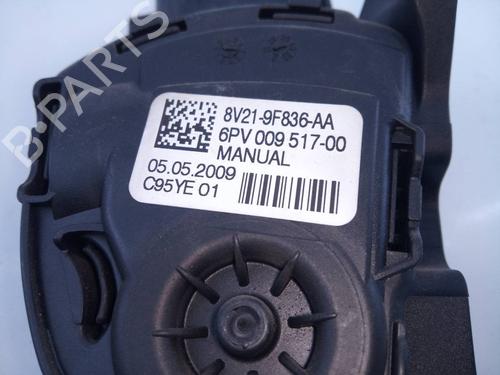 8V21-9F836-AA
6PV 009 517-00
MANUAL
05.05.2009
C95YE 01
B-PARTS